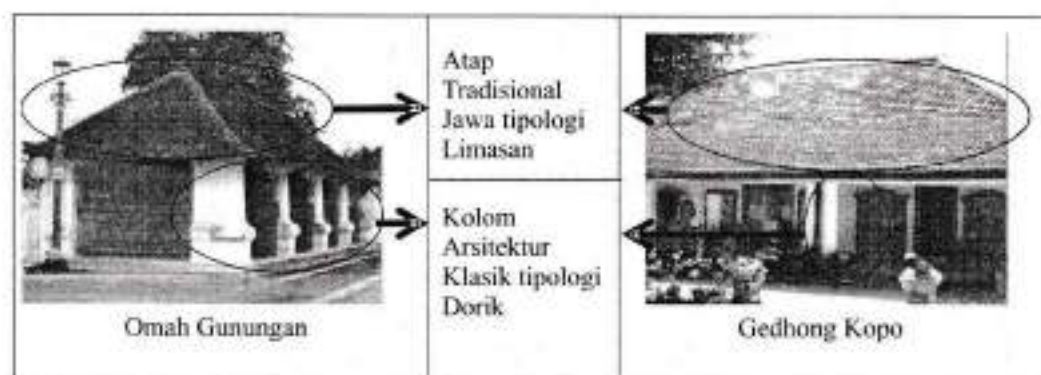 Atap
Tradisional
Jawa tipologi
Limasan
Kolom
Arsitektur
Klasik tipologi
Dorik
Omah Gunungan
Gedhong Kopo